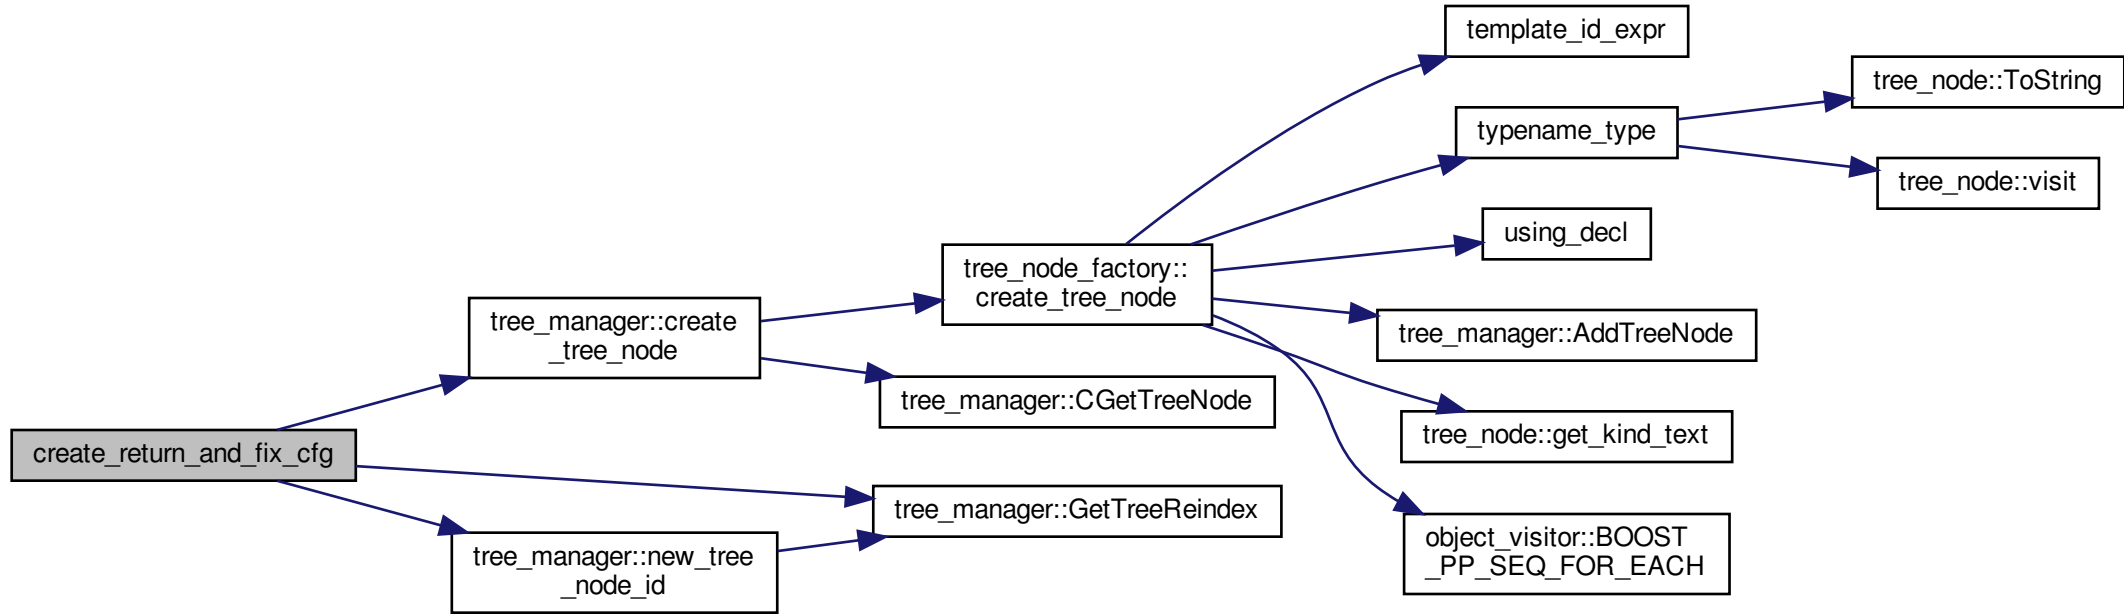 template_id_expr
tree_node::ToString
typename_type
tree_node::visit
using_decl
tree_node_factory::
create_tree_node
tree_manager::create
_tree_node
tree_manager::AddTreeNode
tree_manager::CGetTreeNode
tree_node::get_kind_text
create_return_and_fix_cfg
tree_manager::GetTreeReindex
object_visitor::BOOST
_PP_SEQ_FOR_EACH
tree_manager::new_tree
_node_id